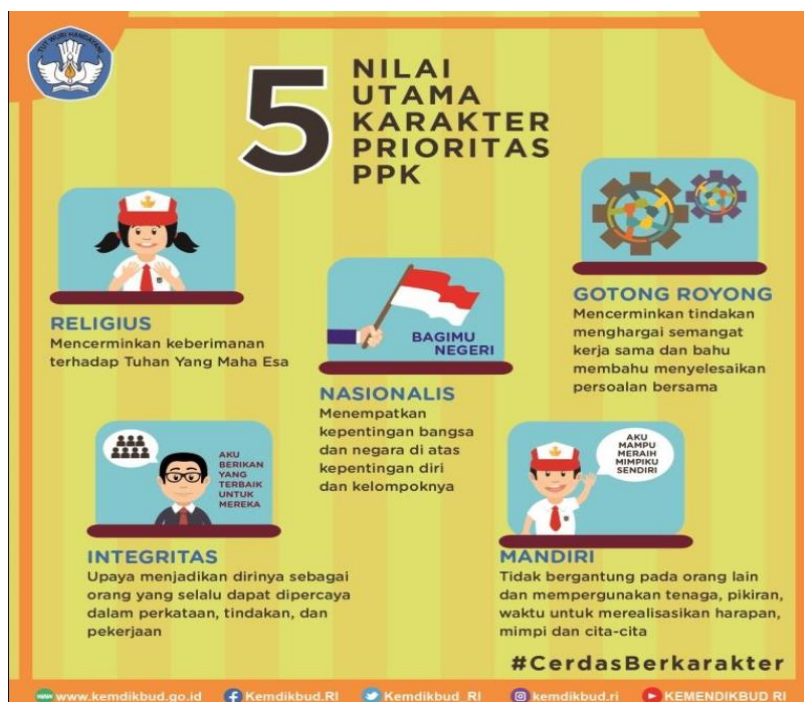 TUT WURI HANDAYANI
5
NILAI
UTAMA
KARAKTER
PRIORITAS
PPK
RELIGIUS
Mencerminkan keberimanan
terhadap Tuhan Yang Maha Esa
BAGIMU
NEGERI
NASIONALIS
Menempatkan
kepentingan bangsa
dan negara di atas
kepentingan diri
dan kelompoknya
GOTONG ROYONG
Mencerminkan tindakan
menghargai semangat
kerja sama dan bahu
membahu menyelesaikan
persoalan bersama
AKU
BERIKAN
YANG
TERBAIK
UNTUK
MEREKA
INTEGRITAS
Upaya menjadikan dirinya sebagai
orang yang selalu dapat dipercaya
dalam perkataan, tindakan, dan
pekerjaan
AKU
MAMPU
MERAIH
MIMPIKU
SENDIRI
MANDIRI
Tidak bergantung pada orang lain
dan mempergunakan tenaga, pikiran,
waktu untuk merealisasikan harapan,
mimpi dan cita-cita
#CerdasBerkarakter
www.kemdikbud.go.id Kemdikbud.RI Kemdikbud_RI kemdikbud.ri KEMENDIKBUD RI